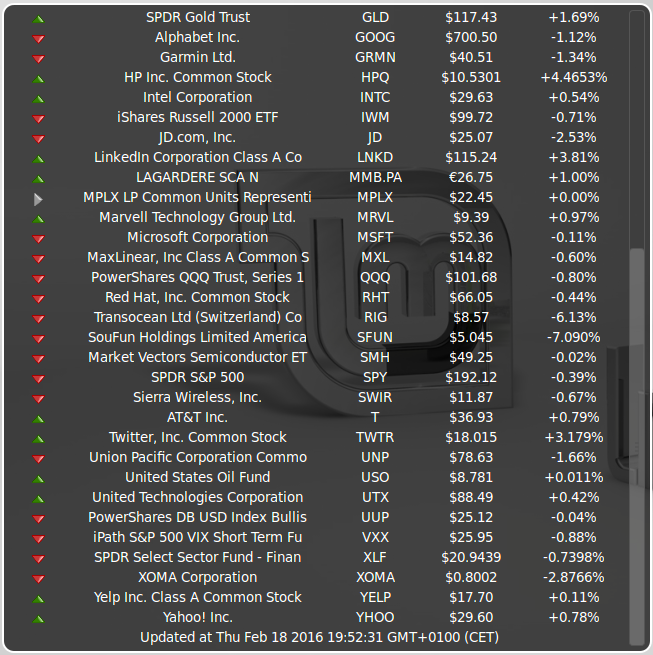 SPDR Gold Trust GLD $117.43 +1.69%
Alphabet Inc. GOOG $700.50 -1.12%
Garmin Ltd. GRMN $40.51 -1.34%
HP Inc. Common Stock HPQ $10.5301 +4.4653%
Intel Corporation INTC $29.63 +0.54%
iShares Russell 2000 ETF IWM $99.72 -0.71%
JD.com, Inc. JD $25.07 -2.53%
LinkedIn Corporation Class A Co LNKD $115.24 +3.81%
LAGARDERE SCA N MMB.PA €26.75 +1.00%
MPLX LP Common Units Representi MPLX $22.45 +0.00%
Marvell Technology Group Ltd. MRVL $9.39 +0.97%
Microsoft Corporation MSFT $52.36 -0.11%
MaxLinear, Inc Class A Common S MXL $14.82 -0.60%
PowerShares QQQ Trust, Series 1 QQQ $101.68 -0.80%
Red Hat, Inc. Common Stock RHT $66.05 -0.44%
Transocean Ltd (Switzerland) Co RIG $8.57 -6.13%
SouFun Holdings Limited America SFUN $5.045 -7.090%
Market Vectors Semiconductor ET SMH $49.25 -0.02%
SPDR S&P 500 SPY $192.12 -0.39%
Sierra Wireless, Inc. SWIR $11.87 -0.67%
AT&T Inc. T $36.93 +0.79%
Twitter, Inc. Common Stock TWTR $18.015 +3.179%
Union Pacific Corporation Commo UNP $78.63 -1.66%
United States Oil Fund USO $8.781 +0.011%
United Technologies Corporation UTX $88.49 +0.42%
PowerShares DB USD Index Bullis UUP $25.12 -0.04%
iPath S&P 500 VIX Short Term Fu VXX $25.95 -0.88%
SPDR Select Sector Fund - Finan XLF $20.9439 -0.7398%
XOMA Corporation XOMA $0.8002 -2.8766%
Yelp Inc. Class A Common Stock YELP $17.70 +0.11%
Yahoo! Inc. YHOO $29.60 +0.78%
Updated at Thu Feb 18 2016 19:52:31 GMT+0100 (CET)